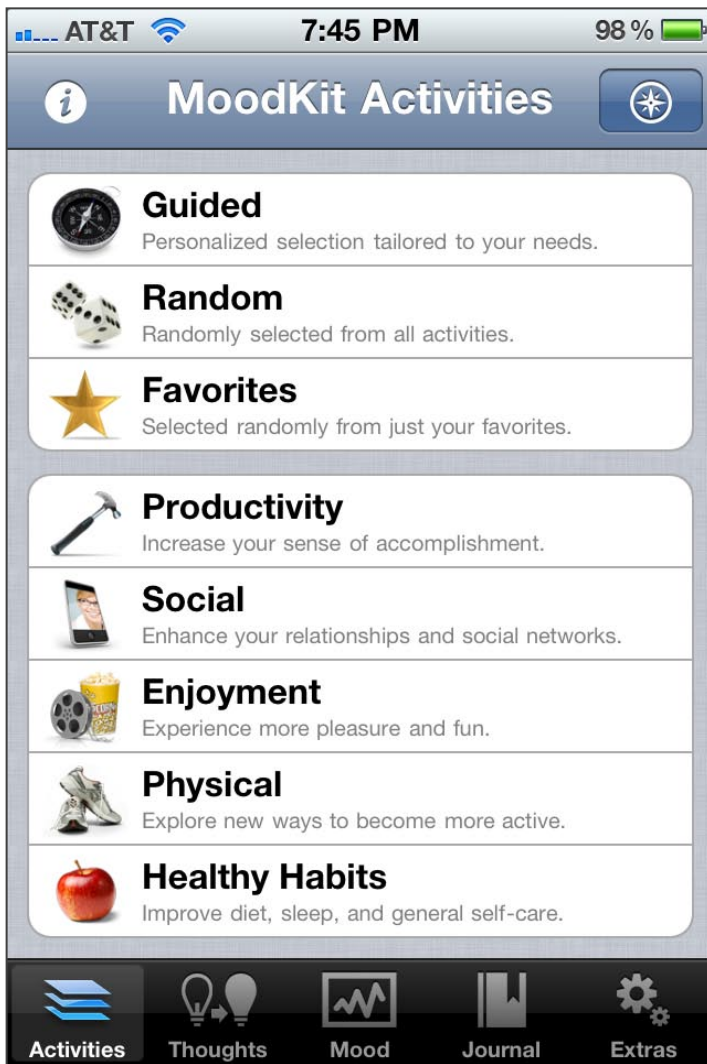 AT&T 7:45 PM 98 %
i MoodKit Activities
Guided
Personalized selection tailored to your needs.
Random
Randomly selected from all activities.
Favorites
Selected randomly from just your favorites.
Productivity
Increase your sense of accomplishment.
Social
Enhance your relationships and social networks.
Enjoyment
Experience more pleasure and fun.
Physical
Explore new ways to become more active.
Healthy Habits
Improve diet, sleep, and general self-care.
Activities Thoughts Mood Journal Extras